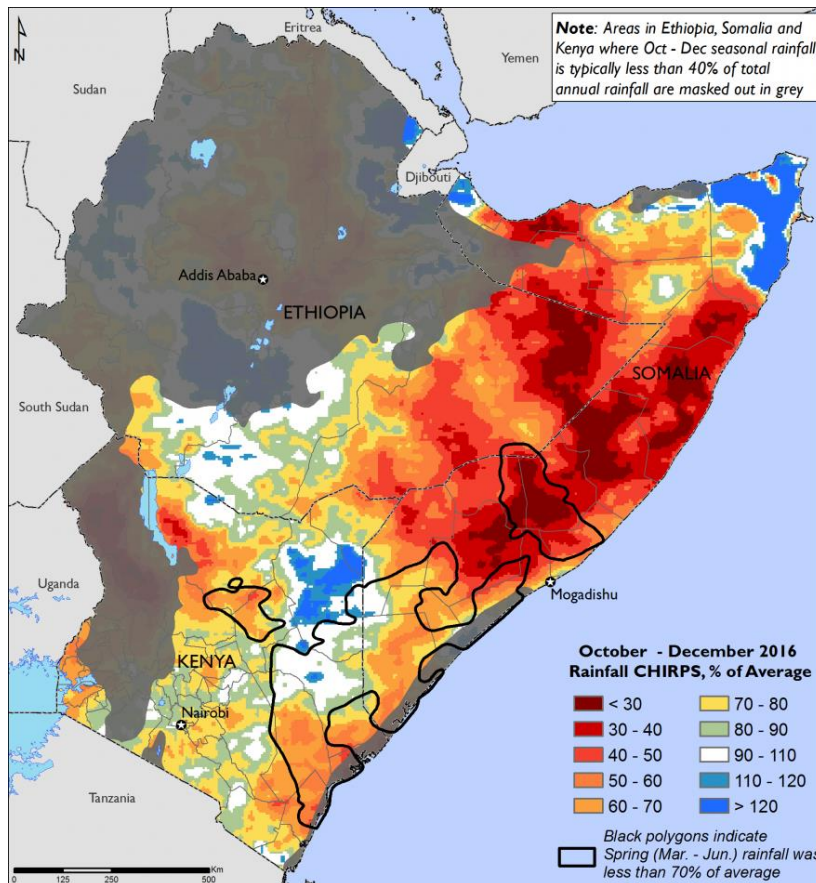 Note: Areas in Ethiopia, Somalia and
Kenya where Oct - Dec seasonal rainfall
is typically less than 40% of total
annual rainfall are masked out in grey
Z
Eritrea
Yemen
Sudan
Djibouti
Addis Ababa
ETHIOPIA
SOMALIA
South Sudan
Uganda
Mogadishu
KENYA
Nairobi
Tanzania
October - December 2016
Rainfall CHIRPS, % of Average
< 30
30 - 40
40 - 50
50 - 60
60 - 70
70 - 80
80 - 90
90 - 110
110 - 120
> 120
Black polygons indicate
Spring (Mar. - Jun.) rainfall was
less than 70% of average
0 125 250 500 Km